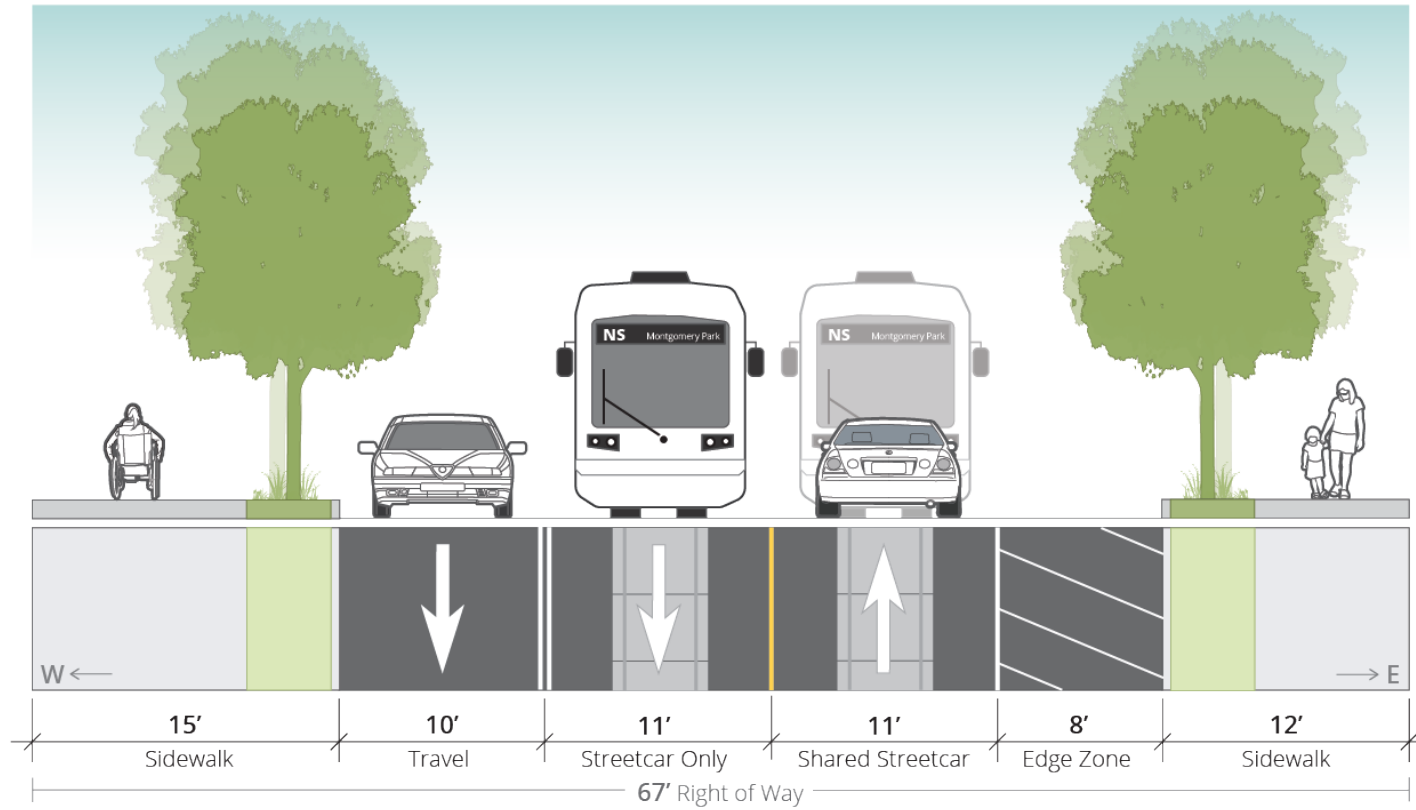 NS Montgomery Park
NS Montgomery Park
W
E
15’ 10’ 11’ 11’ 8’ 12’
Sidewalk Travel Streetcar Only Shared Streetcar Edge Zone Sidewalk
67’ Right of Way